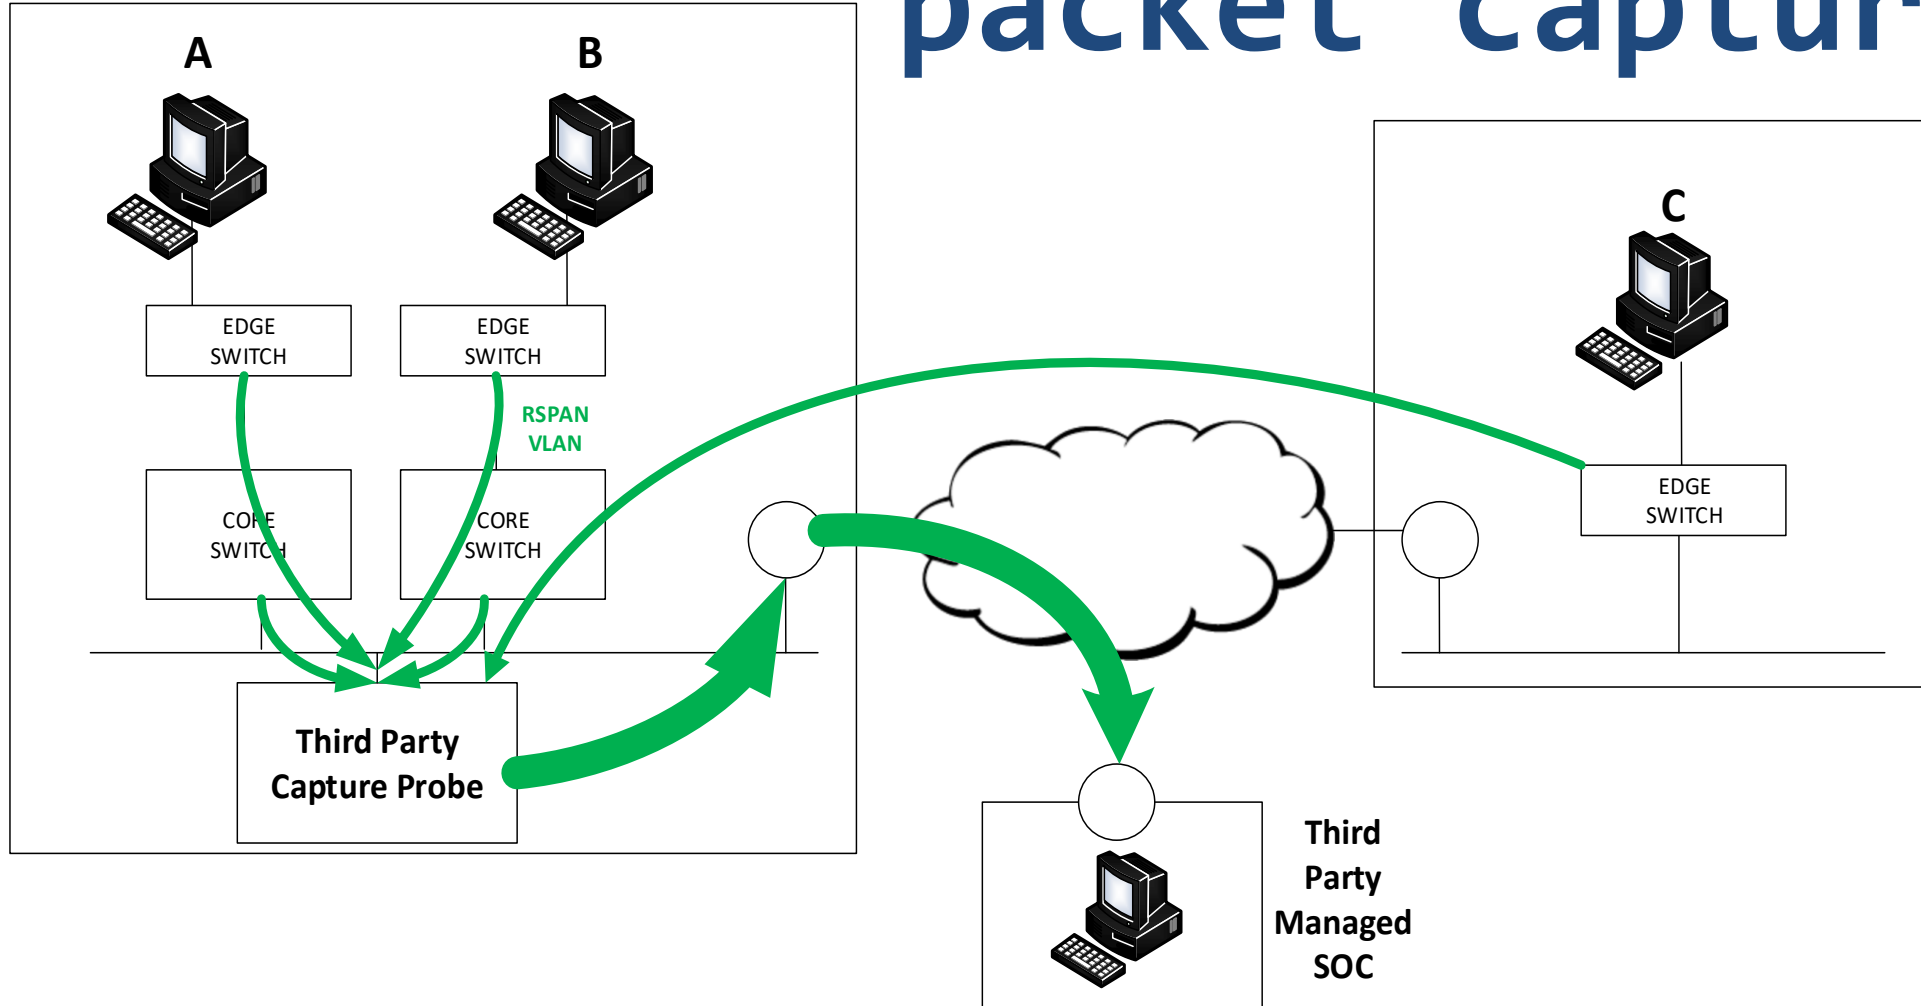 packet captur
A
B
C
EDGE
SWITCH
EDGE
SWITCH
RSPAN
VLAN
EDGE
SWITCH
CORE
SWITCH
CORE
SWITCH
Third Party
Capture Probe
Third
Party
Managed
SOC